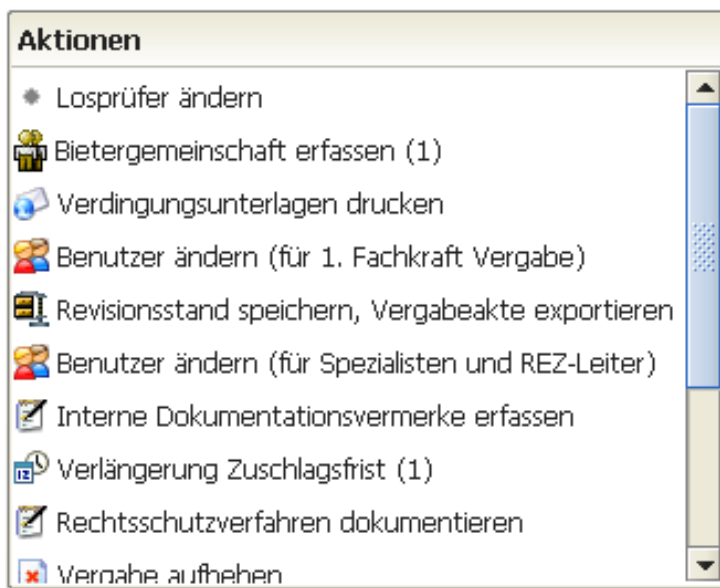 Aktionen
Losprüfer ändern
Bietergemeinschaft erfassen (1)
Verdingungsunterlagen drucken
Benutzer ändern (für 1. Fachkraft Vergabe)
Revisionsstand speichern, Vergabeakte exportieren
Benutzer ändern (für Spezialisten und REZ-Leiter)
Interne Dokumentationsvermerke erfassen
12 Verlängerung Zuschlagsfrist (1)
Rechtsschutzverfahren dokumentieren
Vergabe aufheben